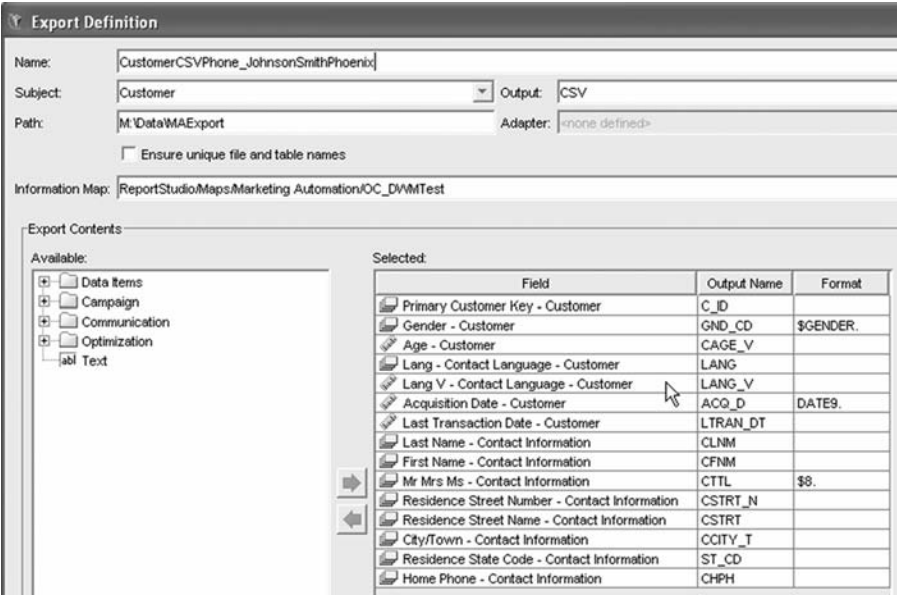 Export Definition
Name: CustomerCSVPhone_JohnsonSmithPhoenix
Subject: Customer Output: CSV
Path: M:\Data\MAExport Adapter: <none defined>
Ensure unique file and table names
Information Map: ReportStudio/Maps/Marketing Automation/OC_DWMTest
Export Contents
Available: Selected:
Data Items
Campaign
Communication
Optimization
abl Text
Field Output Name Format
Primary Customer Key - Customer C_ID
Gender - Customer GND_CD $GENDER.
Age - Customer CAGE_V
Lang - Contact Language - Customer LANG
Lang V - Contact Language - Customer LANG_V
Acquisition Date - Customer ACQ_D DATE9.
Last Transaction Date - Customer LTRAN_DT
Last Name - Contact Information CLNM
First Name - Contact Information CFNM
Mr Mrs Ms - Contact Information CTTL $8.
Residence Street Number - Contact Information CSTRT_N
Residence Street Name - Contact Information CSTRT
City/Town - Contact Information CCITY_T
Residence State Code - Contact Information ST_CD
Home Phone - Contact Information CHPH